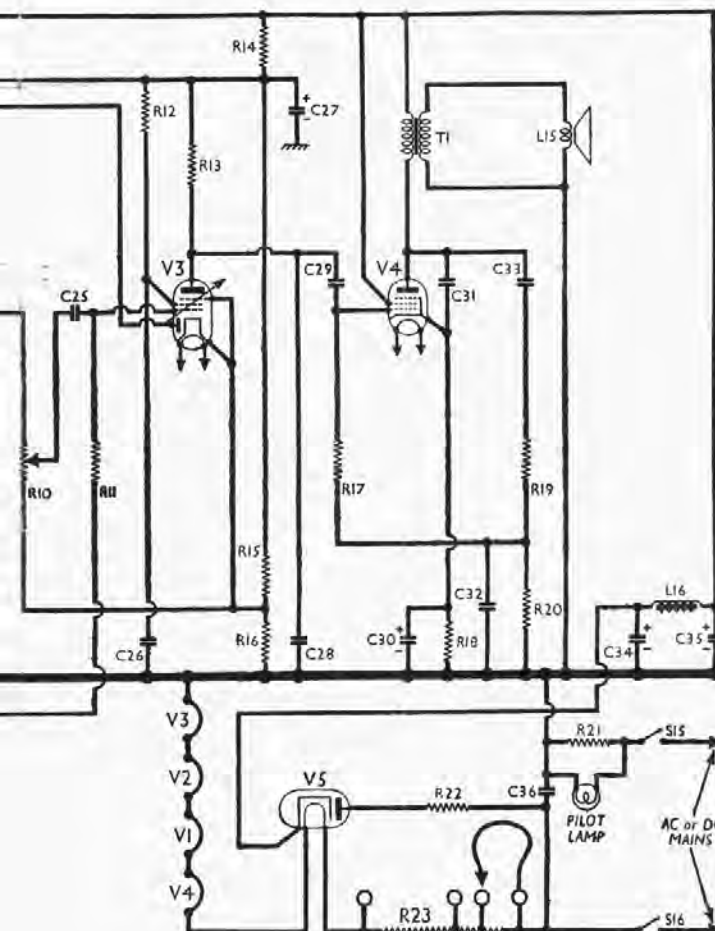 R14
R12
+
-
C27
T1
L15
R13
V3
C29
V4
C31
C33
C25
R10
R11
R17
R19
R15
C32
R20
L16
C26
R16
C28
C30
+
-
R18
C34
+
-
C35
+
-
V3
R21
S15
V2
V5
R22
C36
PILOT
LAMP
AC or D
MAINS
V1
V4
R23
S16